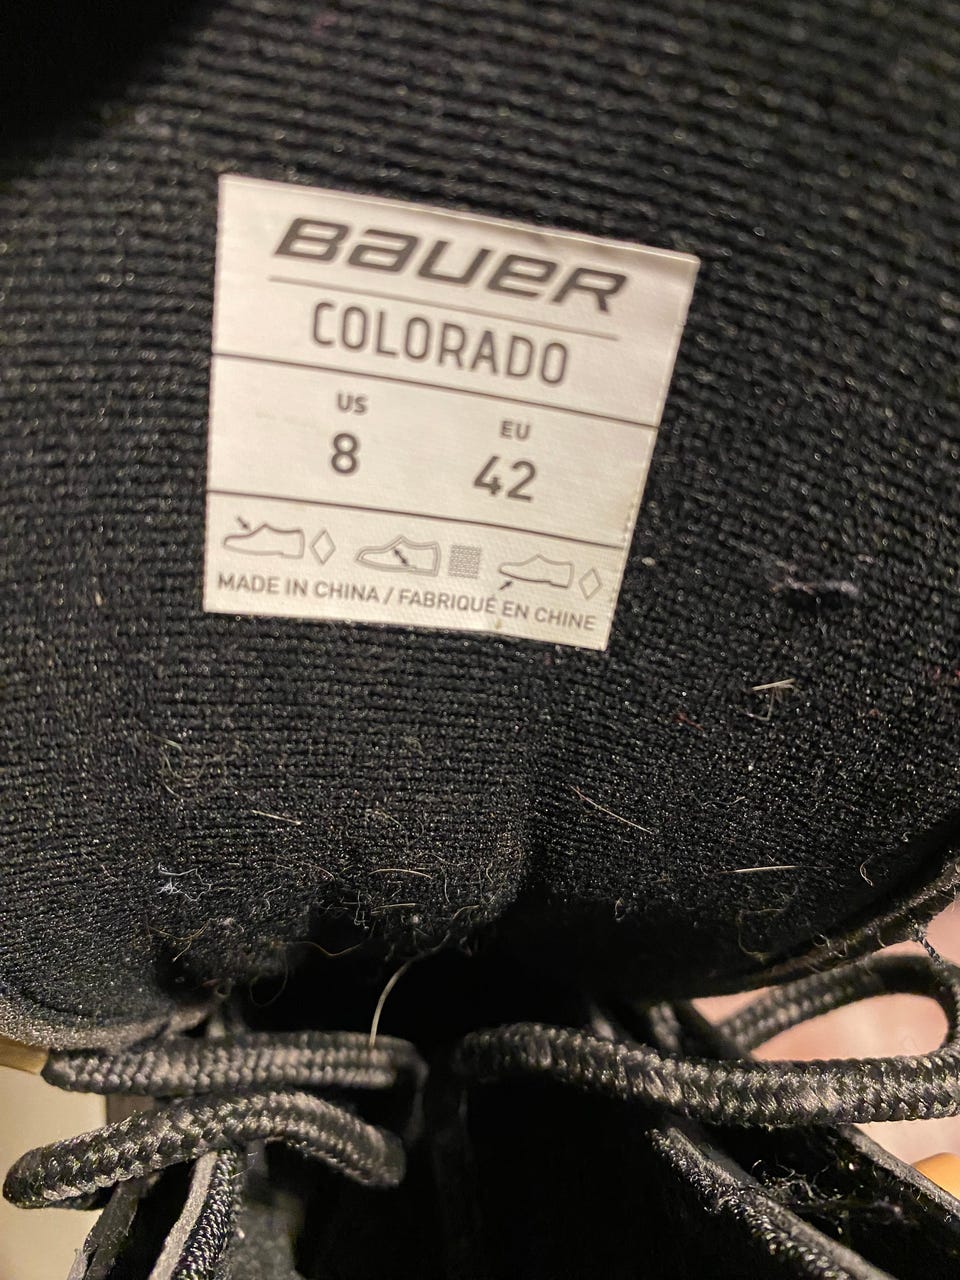 BAUER
COLORADO
US EU
8 42
MADE IN CHINA / FABRIQUÉ EN CHINE